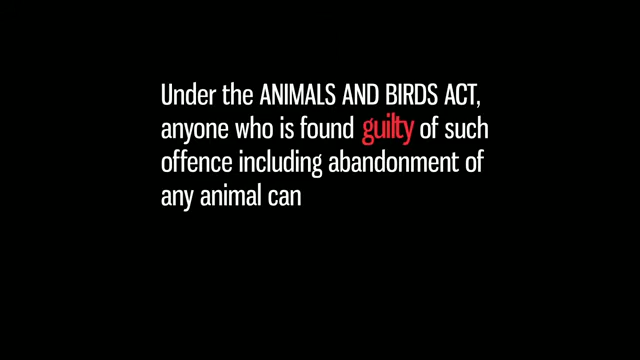 Under the ANIMALS AND BIRDS ACT,
anyone who is found guilty of such
offence including abandonment of
any animal can